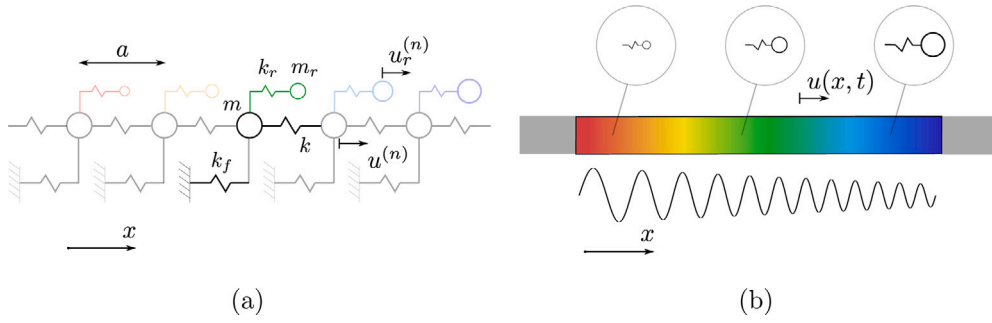 a
k_r
m_r
u_r^{(n)}
m
k
u^{(n)}
k_f
x
(a)
u(x, t)
x
(b)